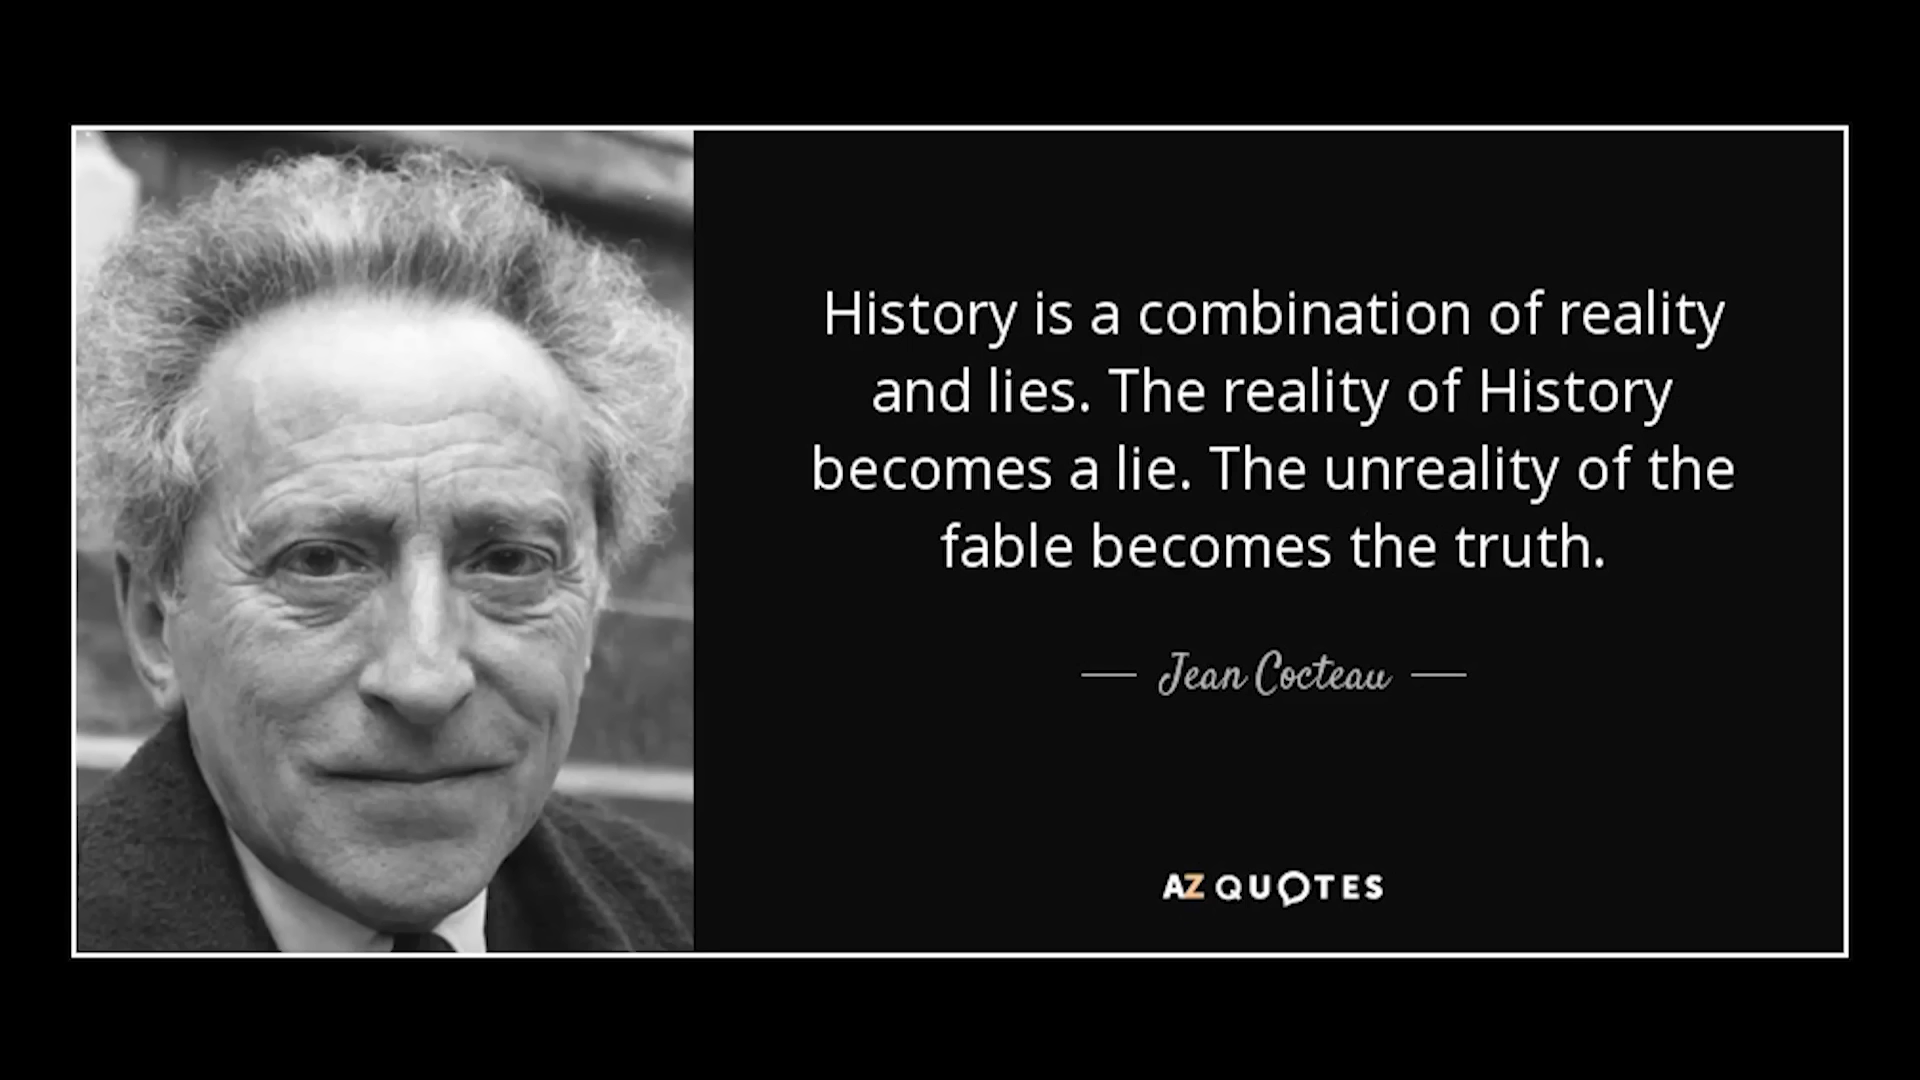 History is a combination of reality
and lies. The reality of History
becomes a lie. The unreality of the
fable becomes the truth.
Jean Cocteau
AZ QUOTES